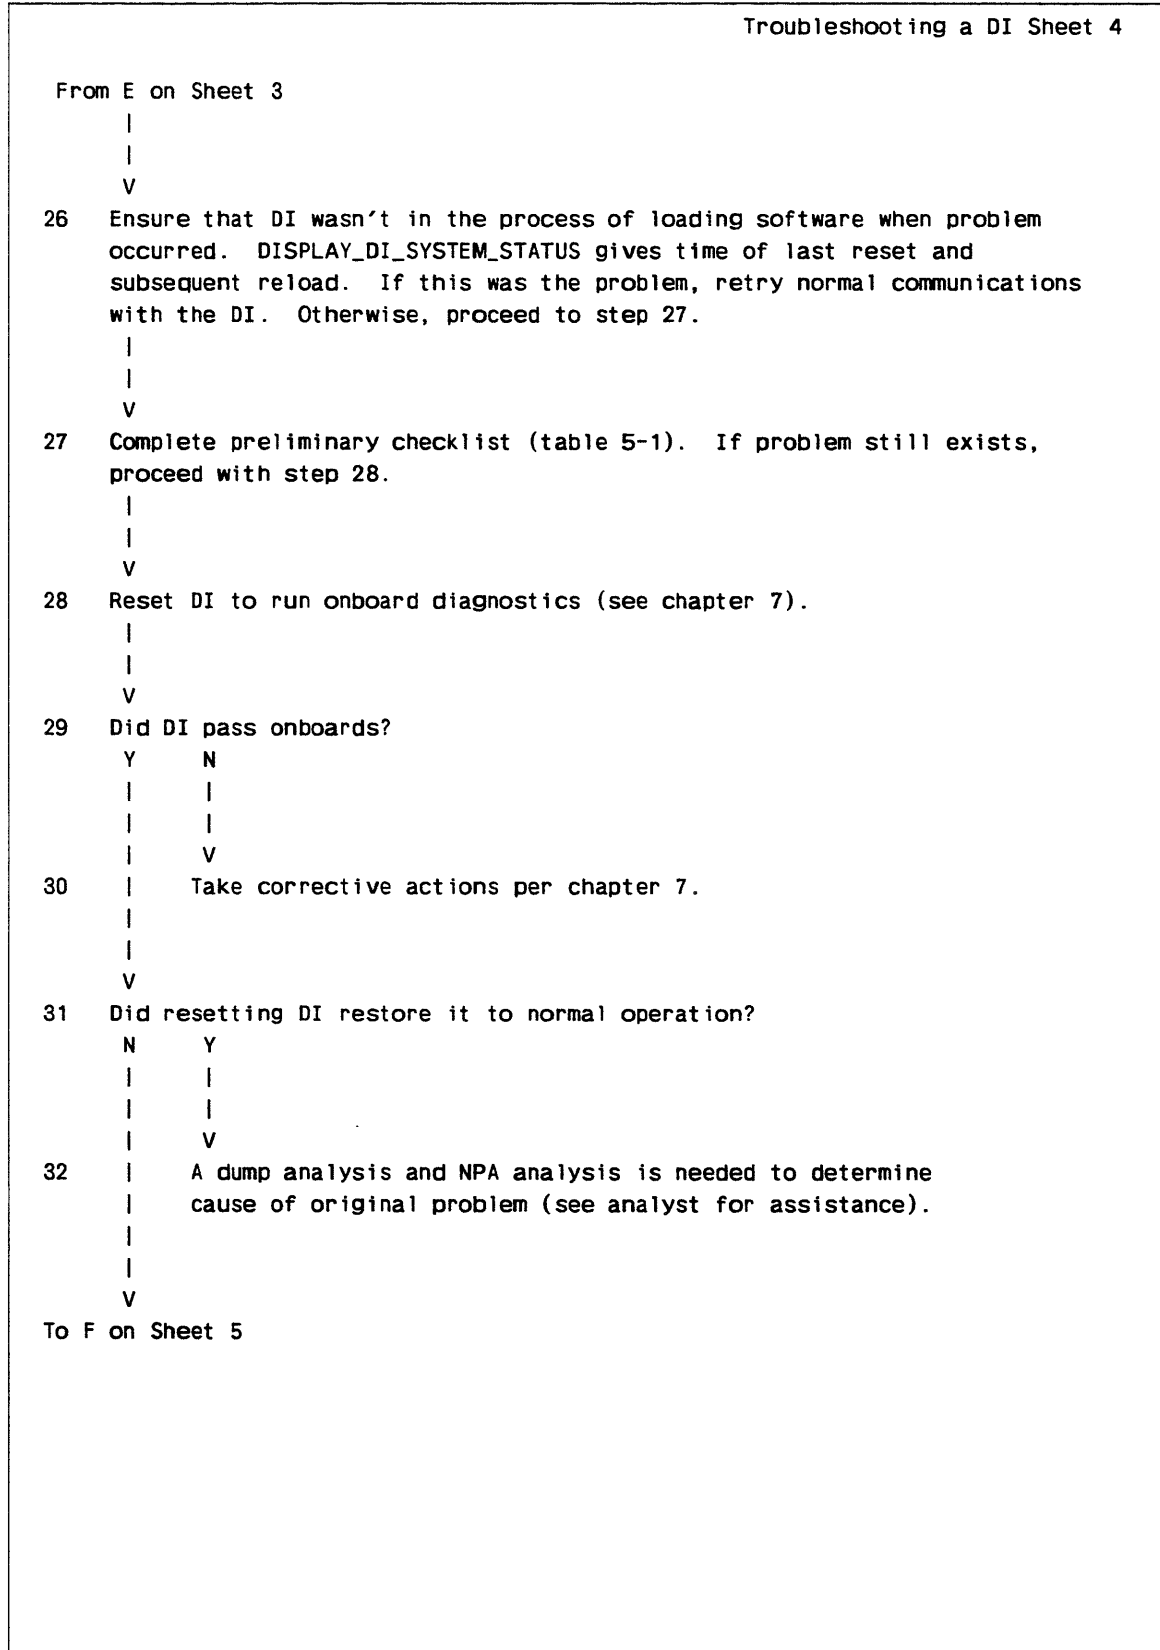 Troubleshooting a DI Sheet 4
From E on Sheet 3
|
|
V
26 Ensure that DI wasn't in the process of loading software when problem
occurred. DISPLAY_DI_SYSTEM_STATUS gives time of last reset and
subsequent reload. If this was the problem, retry normal communications
with the DI. Otherwise, proceed to step 27.
|
|
V
27 Complete preliminary checklist (table 5-1). If problem still exists,
proceed with step 28.
|
|
V
28 Reset DI to run onboard diagnostics (see chapter 7).
|
|
V
29 Did DI pass onboards?
Y N
| |
| |
| V
30 | Take corrective actions per chapter 7.
|
|
V
31 Did resetting DI restore it to normal operation?
N Y
| |
| |
| V
32 | A dump analysis and NPA analysis is needed to determine
| cause of original problem (see analyst for assistance).
|
|
V
To F on Sheet 5